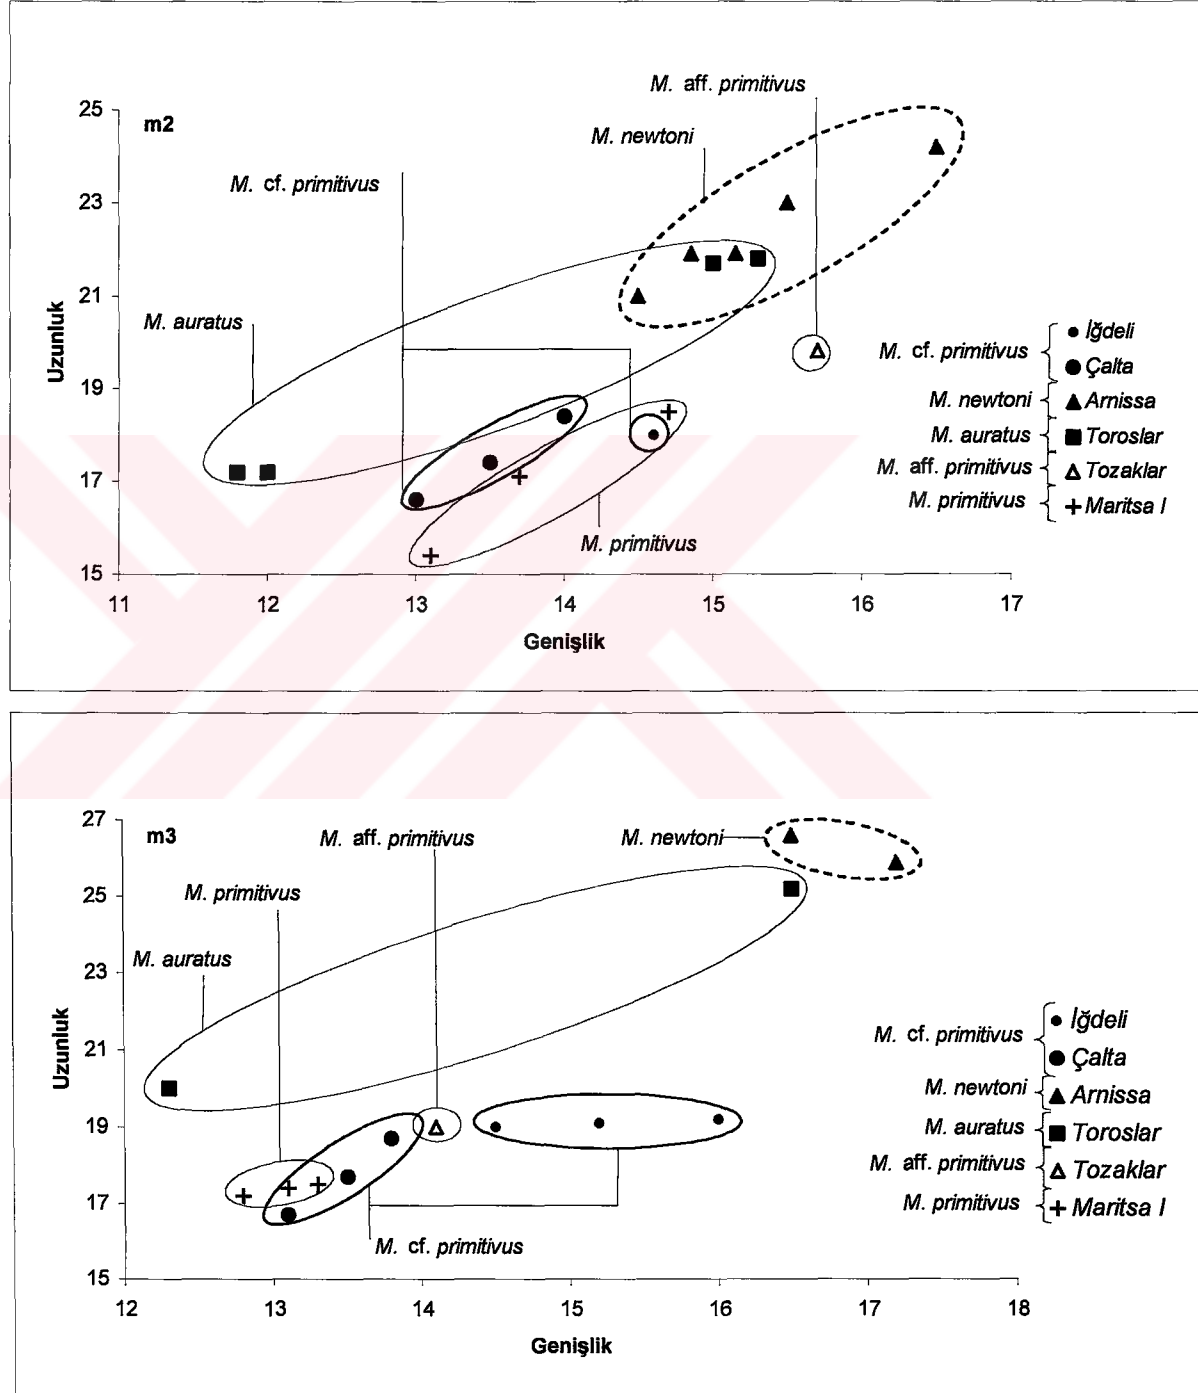 M. aff. primitivus
25
m2
M. newtoni
M. cf. primitivus
23
21
M. auratus
Uzunluk
19
17
M. primitivus
15
11 12 13 14 15 16 17
Genişlik
M. cf. primitivus
İğdeli
Çalta
M. newtoni Arnissa
M. auratus Toroslar
M. aff. primitivus Tozaklar
M. primitivus Maritsa I
27
m3
M. aff. primitivus
M. newtoni
25
M. primitivus
M. auratus
23
Uzunluk
21
19
17
M. cf. primitivus
15
12 13 14 15 16 17 18
Genişlik
M. cf. primitivus
İğdeli
Çalta
M. newtoni Arnissa
M. auratus Toroslar
M. aff. primitivus Tozaklar
M. primitivus Maritsa I